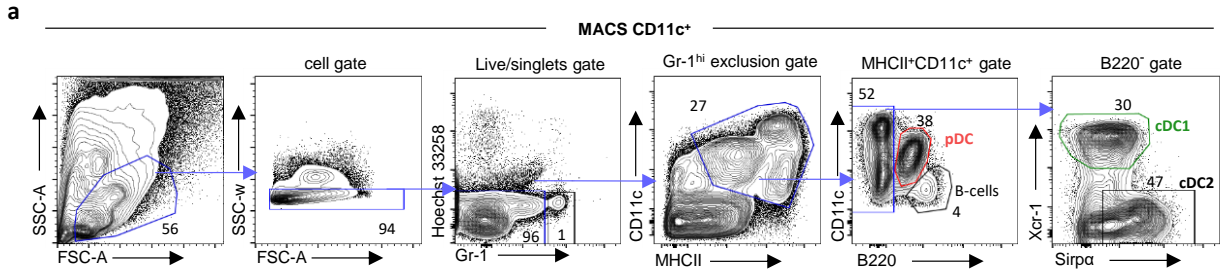 a
MACS CD11c⁺
cell gate
Live/singlets gate
Gr-1ʰⁱ exclusion gate
MHCII⁺CD11c⁺ gate
B220⁻ gate
SSC-A
56
FSC-A
SSC-w
94
FSC-A
Hoechst 33258
96
1
Gr-1
27
CD11c
MHCII
52
38
pDC
B-cells
4
CD11c
B220
30
cDC1
47
cDC2
Xcr-1
Sirpα